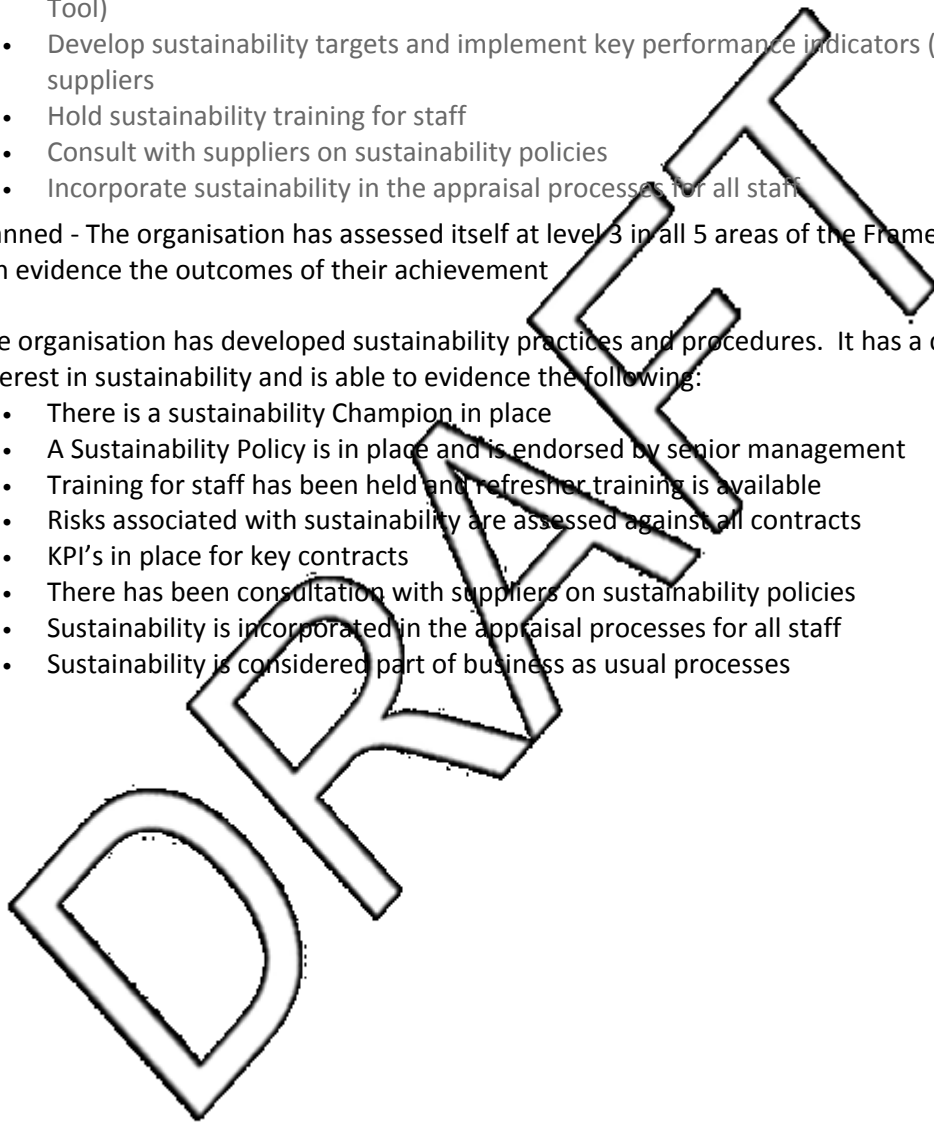 Tool)
• Develop sustainability targets and implement key performance indicators (
suppliers
• Hold sustainability training for staff
• Consult with suppliers on sustainability policies
• Incorporate sustainability in the appraisal processes for all staff
nned - The organisation has assessed itself at level 3 in all 5 areas of the Frame
n evidence the outcomes of their achievement
e organisation has developed sustainability practices and procedures.  It has a
erest in sustainability and is able to evidence the following:
• There is a sustainability Champion in place
• A Sustainability Policy is in place and is endorsed by senior management
• Training for staff has been held and refresher training is available
• Risks associated with sustainability are assessed against all contracts
• KPI's in place for key contracts
• There has been consultation with suppliers on sustainability policies
• Sustainability is incorporated in the appraisal processes for all staff
• Sustainability is considered part of business as usual processes
DRAFT